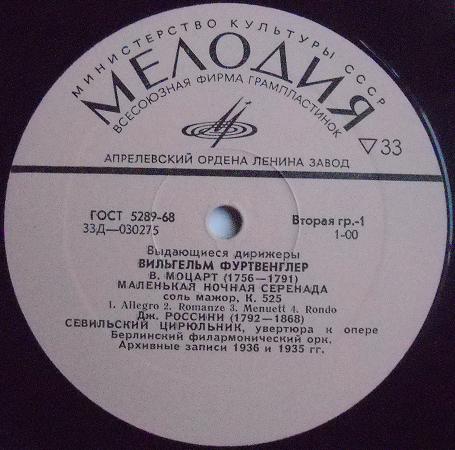 МИНИСТЕРСТВО КУЛЬТУРЫ СССР
МЕЛОДИЯ
ВСЕСОЮЗНАЯ ФИРМА ГРАМПЛАСТИНОК
▽ 33
АПРЕЛЕВСКИЙ ОРДЕНА ЛЕНИНА ЗАВОД
ГОСТ 5289-68
33Д—030275
Вторая гр.-1
1-00
Выдающиеся дирижеры
ВИЛЬГЕЛЬМ ФУРТВЕНГЛЕР
В. МОЦАРТ (1756—1791)
МАЛЕНЬКАЯ НОЧНАЯ СЕРЕНАДА
соль мажор, К. 525
1. Allegro 2. Romanze 3. Menuett 4. Rondo
Дж. РОССИНИ (1792—1868)
СЕВИЛЬСКИЙ ЦИРЮЛЬНИК, увертюра к опере
Берлинский филармонический орк.
Архивные записи 1936 и 1935 гг.